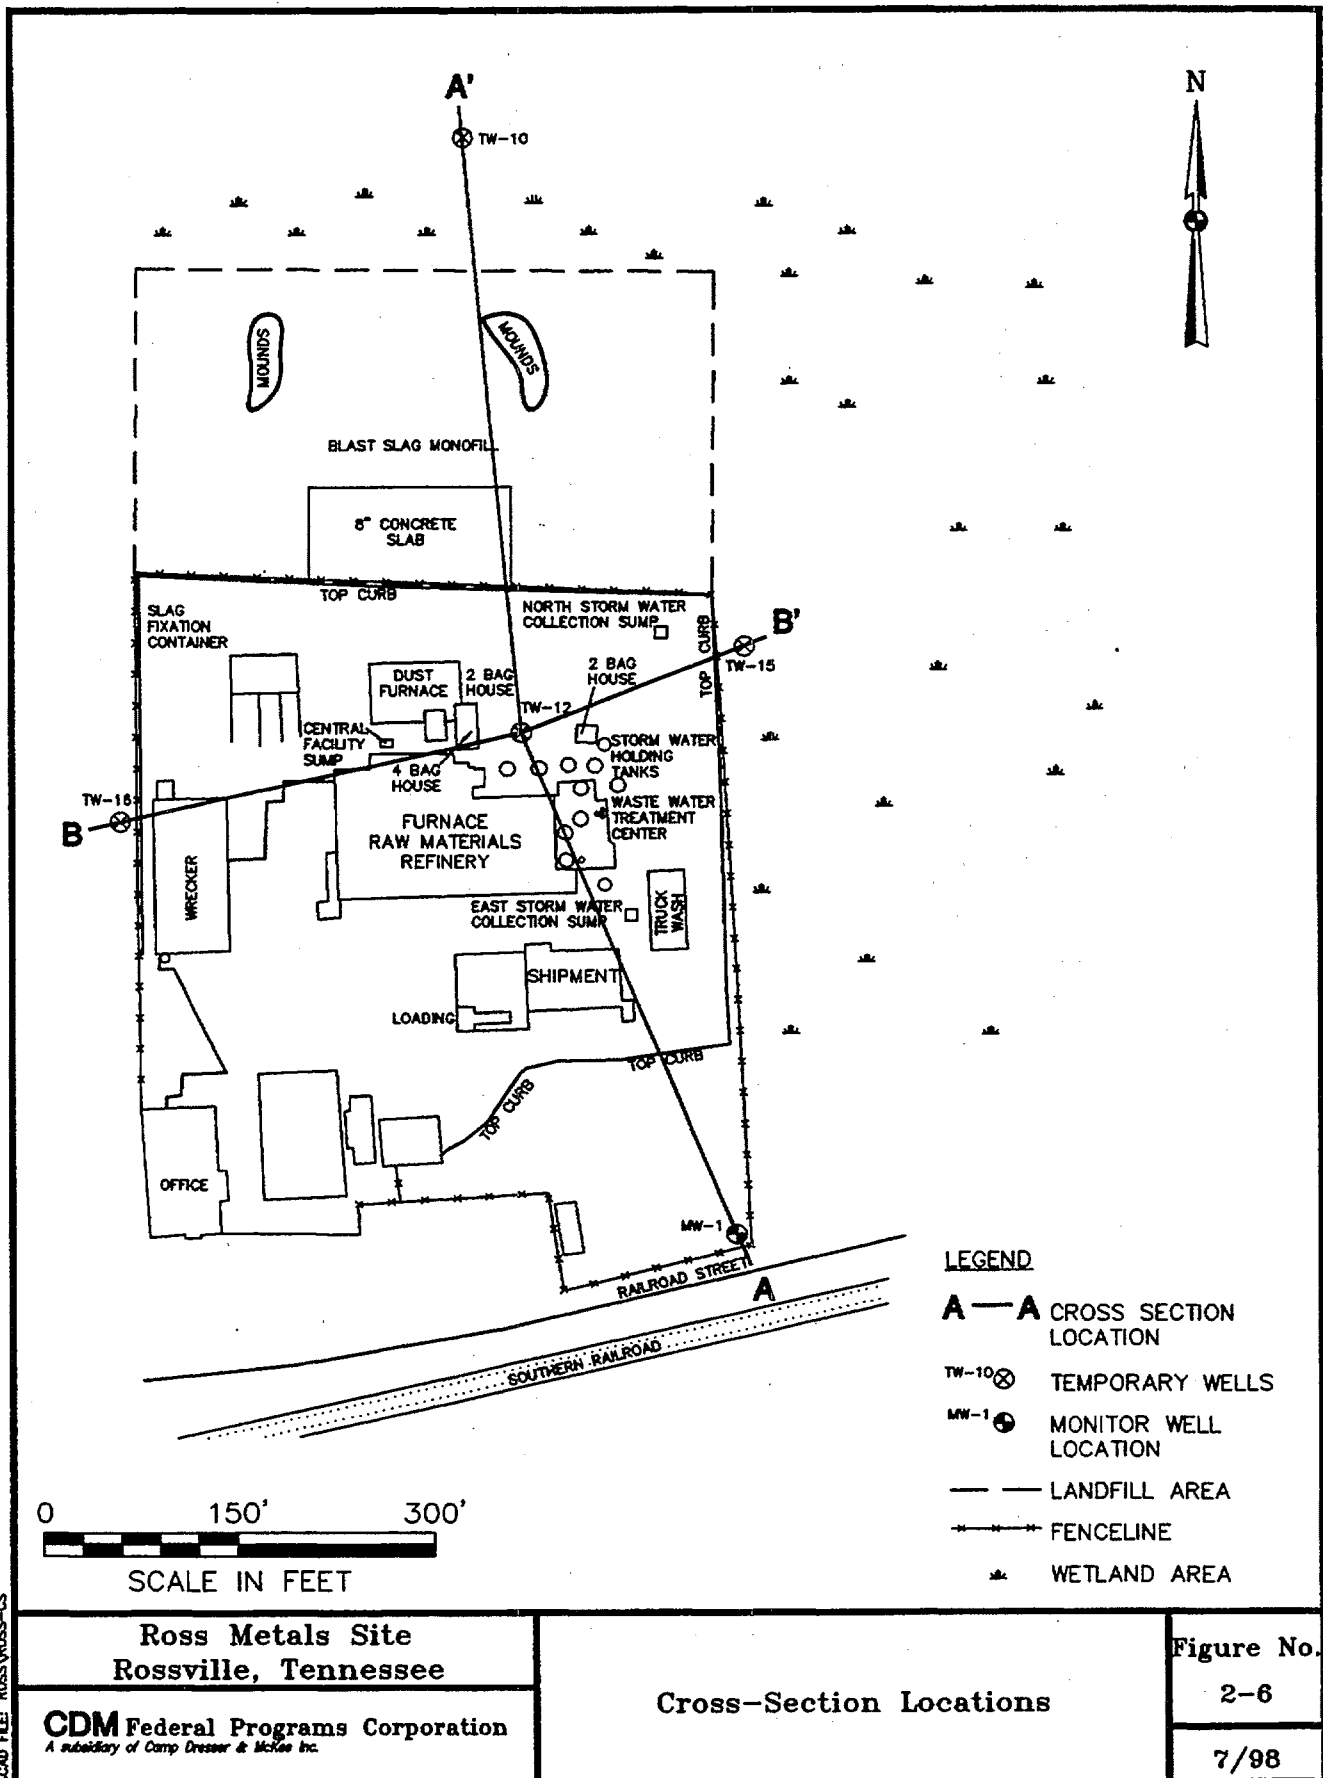 A'
N
TW-10
MOUNDS
MOUNDS
BLAST SLAG MONOFILL
8" CONCRETE
SLAB
TOP CURB
SLAG
FIXATION
CONTAINER
NORTH STORM WATER
COLLECTION SUMP
TOP CURB
B'
TW-15
DUST
FURNACE
2 BAG
HOUSE
2 BAG
HOUSE
TW-12
CENTRAL
FACILITY
SUMP
4 BAG
HOUSE
STORM WATER
HOLDING
TANKS
TW-16
B
WASTE WATER
TREATMENT
CENTER
FURNACE
RAW MATERIALS
REFINERY
WRECKER
EAST STORM WATER
COLLECTION SUMP
TRUCK
WASH
SHIPMENT
LOADING
TOP CURB
TOP CURB
OFFICE
MW-1
RAILROAD STREET
A
SOUTHERN RAILROAD
LEGEND
A A CROSS SECTION
LOCATION
TW-10 TEMPORARY WELLS
MW-1 MONITOR WELL
LOCATION
LANDFILL AREA
FENCELINE
WETLAND AREA
0 150' 300'
SCALE IN FEET
Ross Metals Site
Rossville, Tennessee
CDM Federal Programs Corporation
A subsidiary of Camp Dresser & McKee Inc.
Cross-Section Locations
Figure No.
2-6
7/98